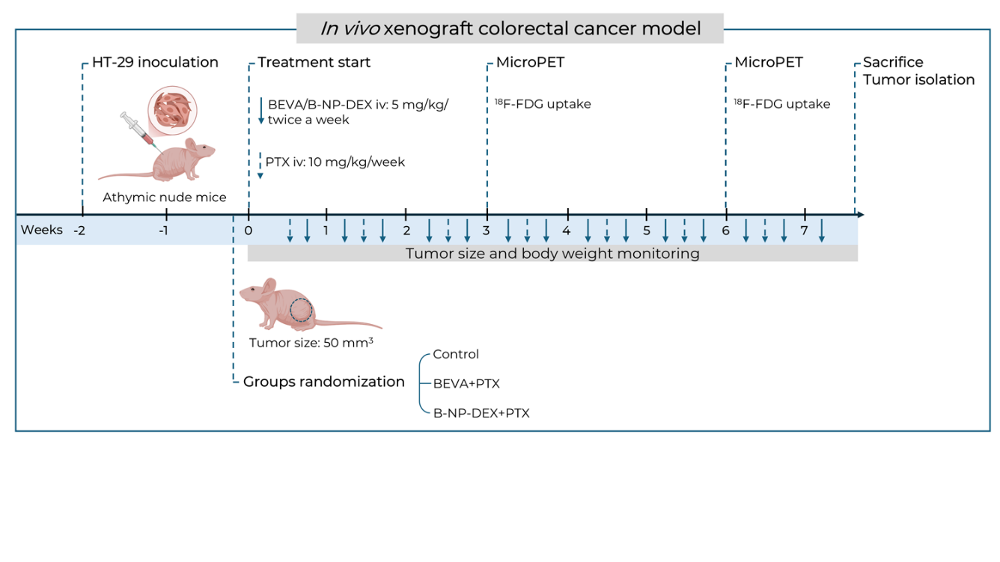 In vivo xenograft colorectal cancer model
HT-29 inoculation
Treatment start
MicroPET
MicroPET
Sacrifice
Tumor isolation
BEVA/B-NP-DEX iv: 5 mg/kg/
twice a week
¹⁸F-FDG uptake
¹⁸F-FDG uptake
PTX iv: 10 mg/kg/week
Athymic nude mice
Weeks -2 -1 0 1 2 3 4 5 6 7
Tumor size and body weight monitoring
Tumor size: 50 mm³
Groups randomization
Control
BEVA+PTX
B-NP-DEX+PTX